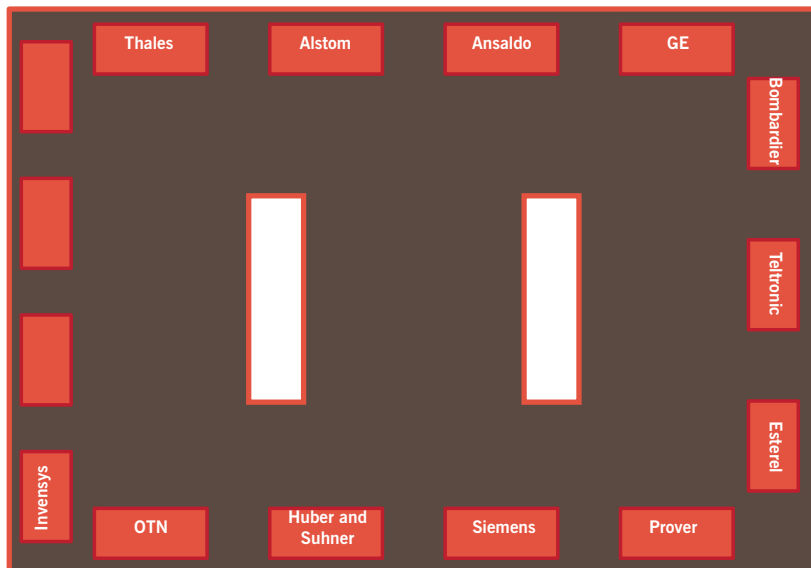 Thales
Alstom
Ansaldo
GE
Bombardier
Teltronic
Esterel
Invensys
OTN
Huber and
Suhner
Siemens
Prover